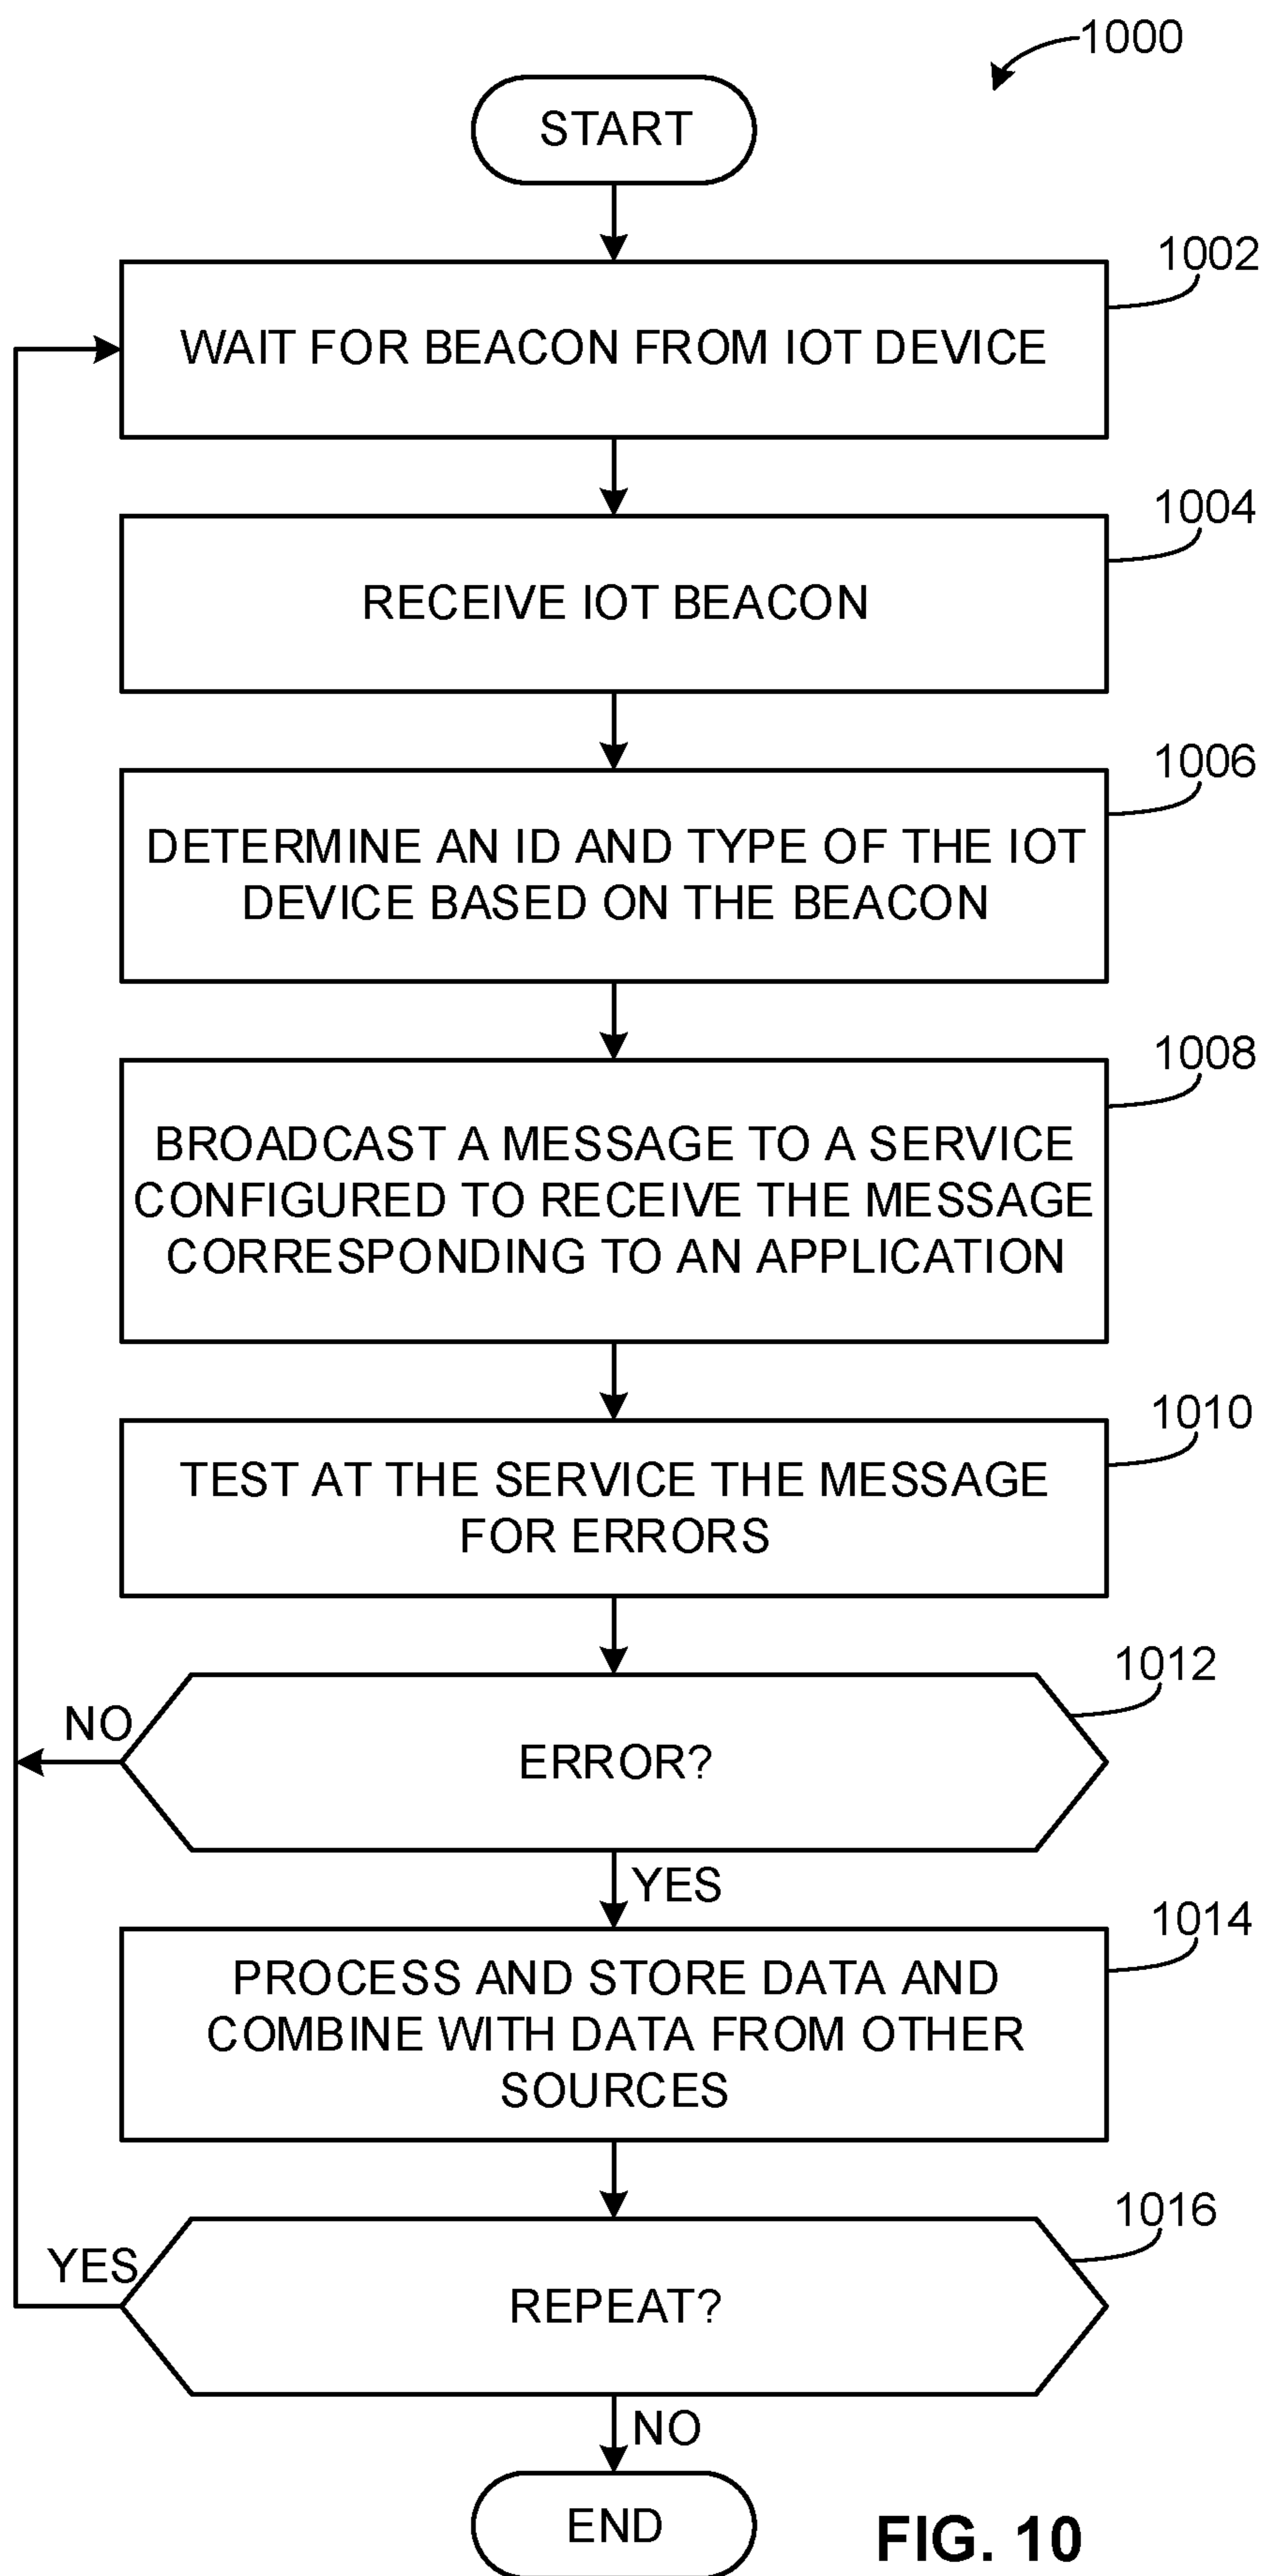 1000
START
1002
WAIT FOR BEACON FROM IOT DEVICE
1004
RECEIVE IOT BEACON
1006
DETERMINE AN ID AND TYPE OF THE IOT
DEVICE BASED ON THE BEACON
1008
BROADCAST A MESSAGE TO A SERVICE
CONFIGURED TO RECEIVE THE MESSAGE
CORRESPONDING TO AN APPLICATION
1010
TEST AT THE SERVICE THE MESSAGE
FOR ERRORS
1012
NO
ERROR?
YES
1014
PROCESS AND STORE DATA AND
COMBINE WITH DATA FROM OTHER
SOURCES
1016
YES
REPEAT?
NO
END
FIG. 10